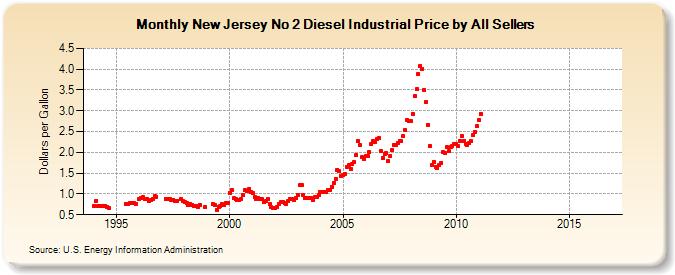 Monthly New Jersey No 2 Diesel Industrial Price by All Sellers
Dollars per Gallon
4.5
4.0
3.5
3.0
2.5
2.0
1.5
1.0
0.5
1995 2000 2005 2010 2015
Source: U.S. Energy Information Administration